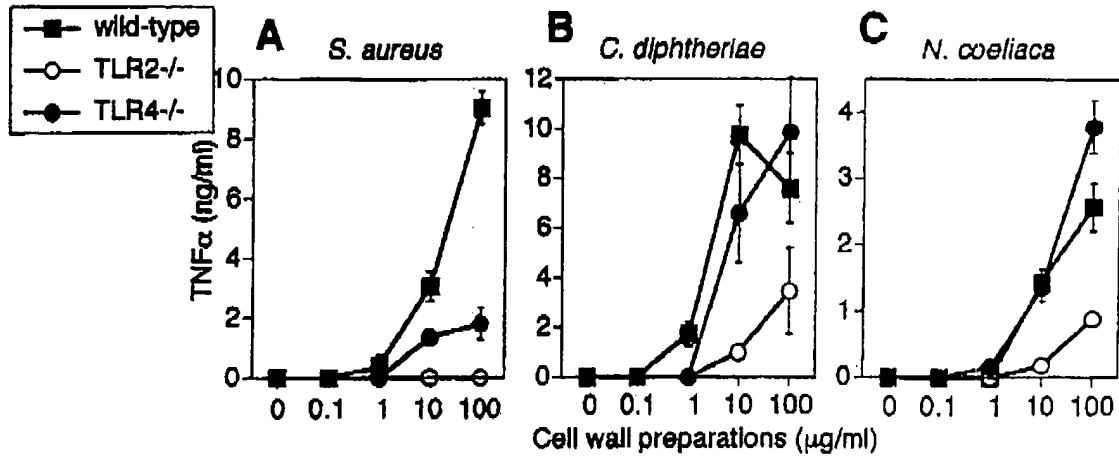 wild-type
TLR2-/-
TLR4-/-
A
S. aureus
B
C. diphtheriae
C
N. coeliaca
TNFα (ng/ml)
10
8
6
4
2
0
0 0.1 1 10 100
12
10
8
6
4
2
0
0 0.1 1 10 100
4
3
2
1
0
0 0.1 1 10 100
Cell wall preparations (μg/ml)